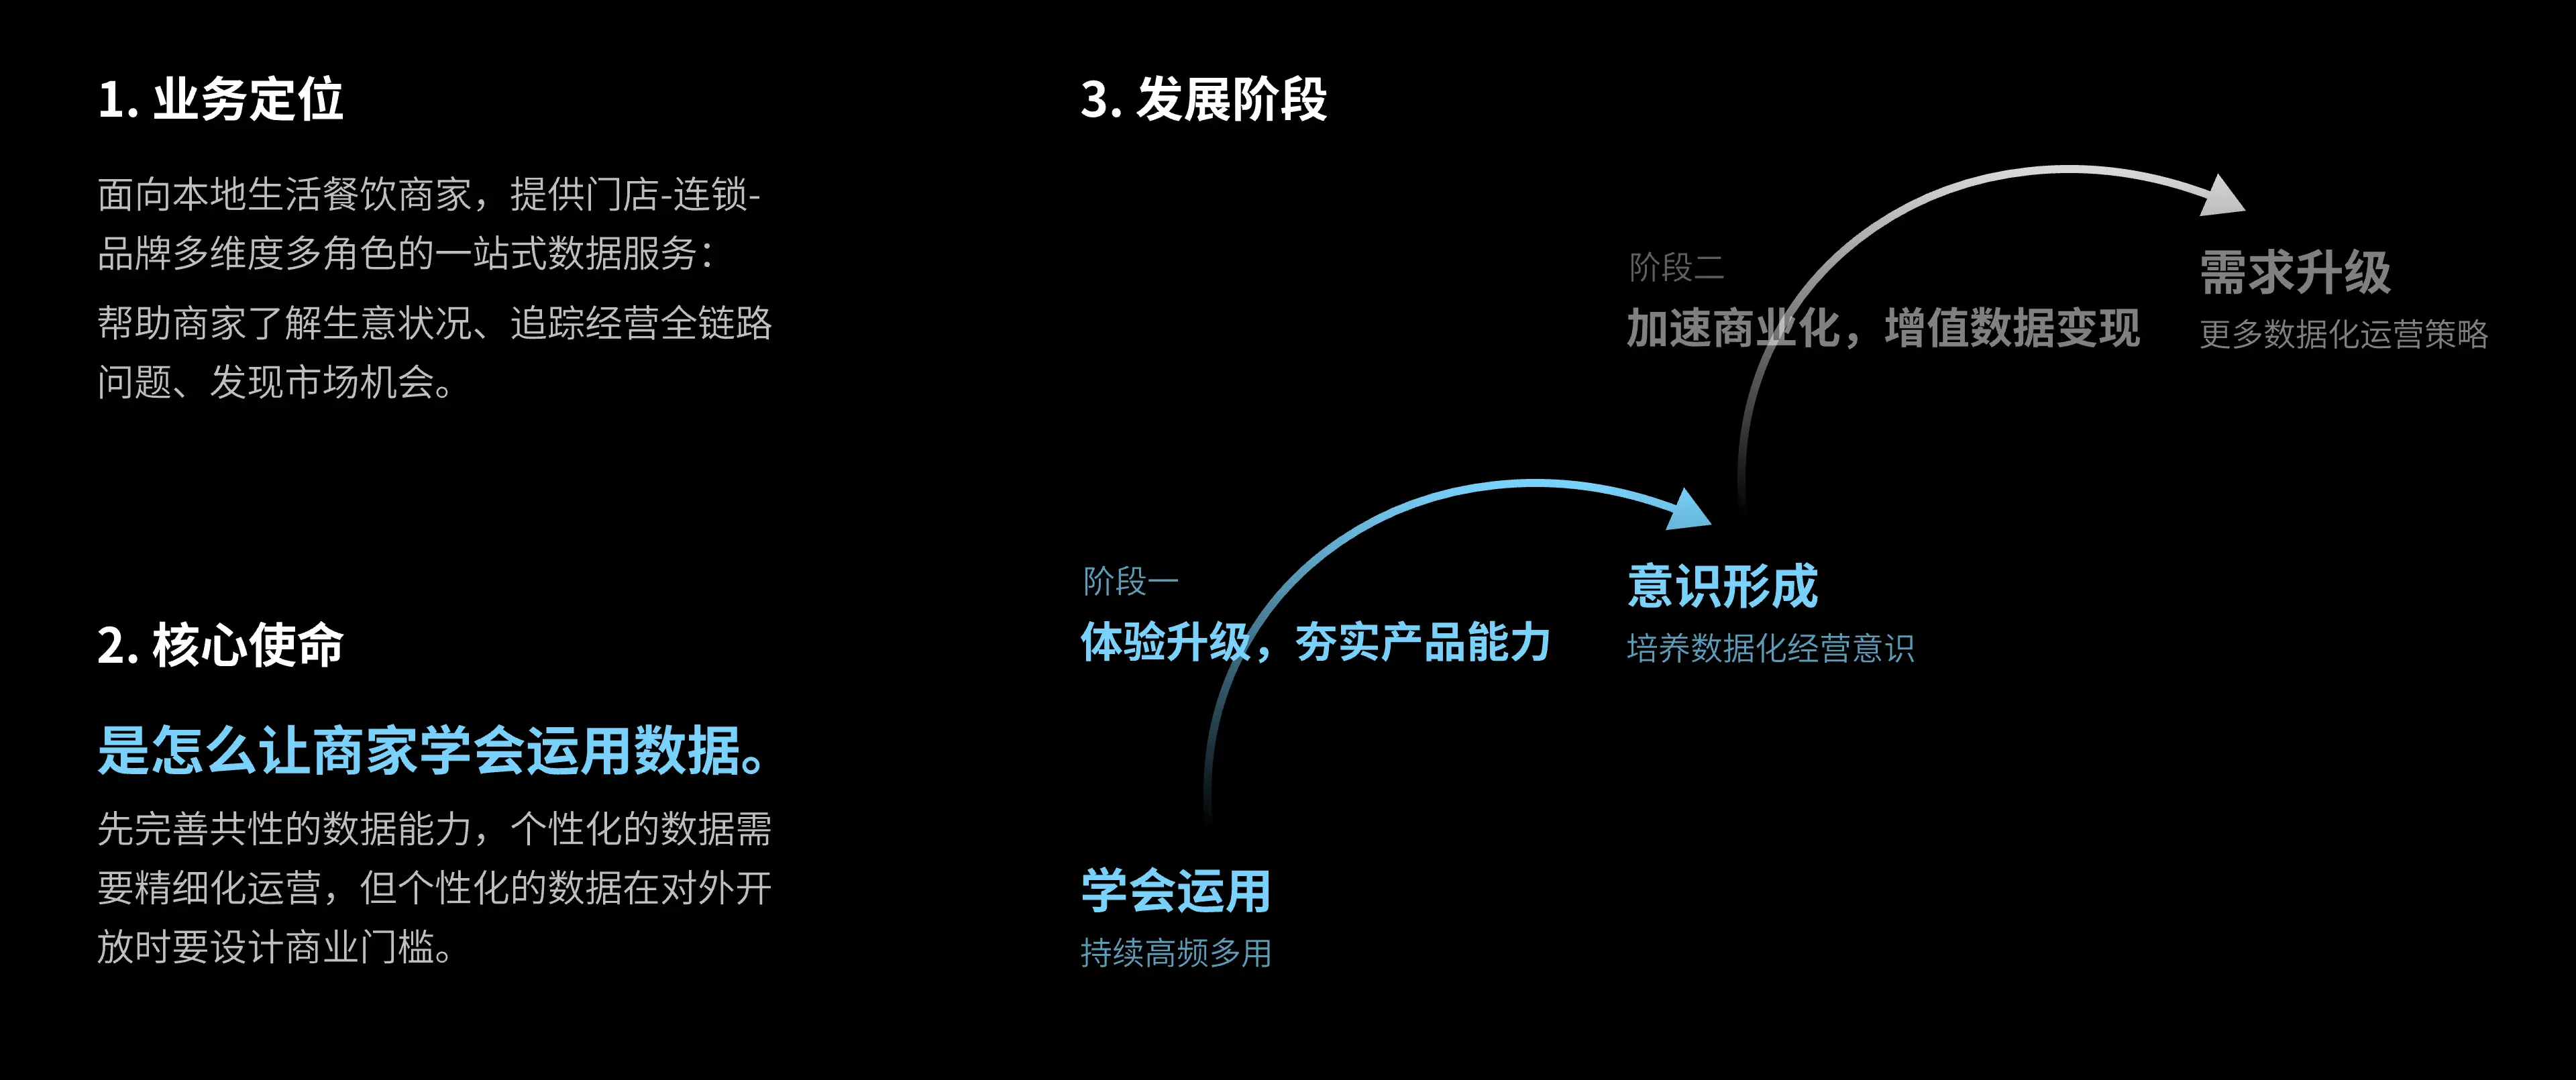 1. 业务定位
面向本地生活餐饮商家，提供门店-连锁-
品牌多维度多角色的一站式数据服务：
帮助商家了解生意状况、追踪经营全链路
问题、发现市场机会。
2. 核心使命
是怎么让商家学会运用数据。
先完善共性的数据能力，个性化的数据需
要精细化运营，但个性化的数据在对外开
放时要设计商业门槛。
3. 发展阶段
阶段二
加速商业化，增值数据变现
需求升级
更多数据化运营策略
阶段一
体验升级，夯实产品能力
意识形成
培养数据化经营意识
学会运用
持续高频多用